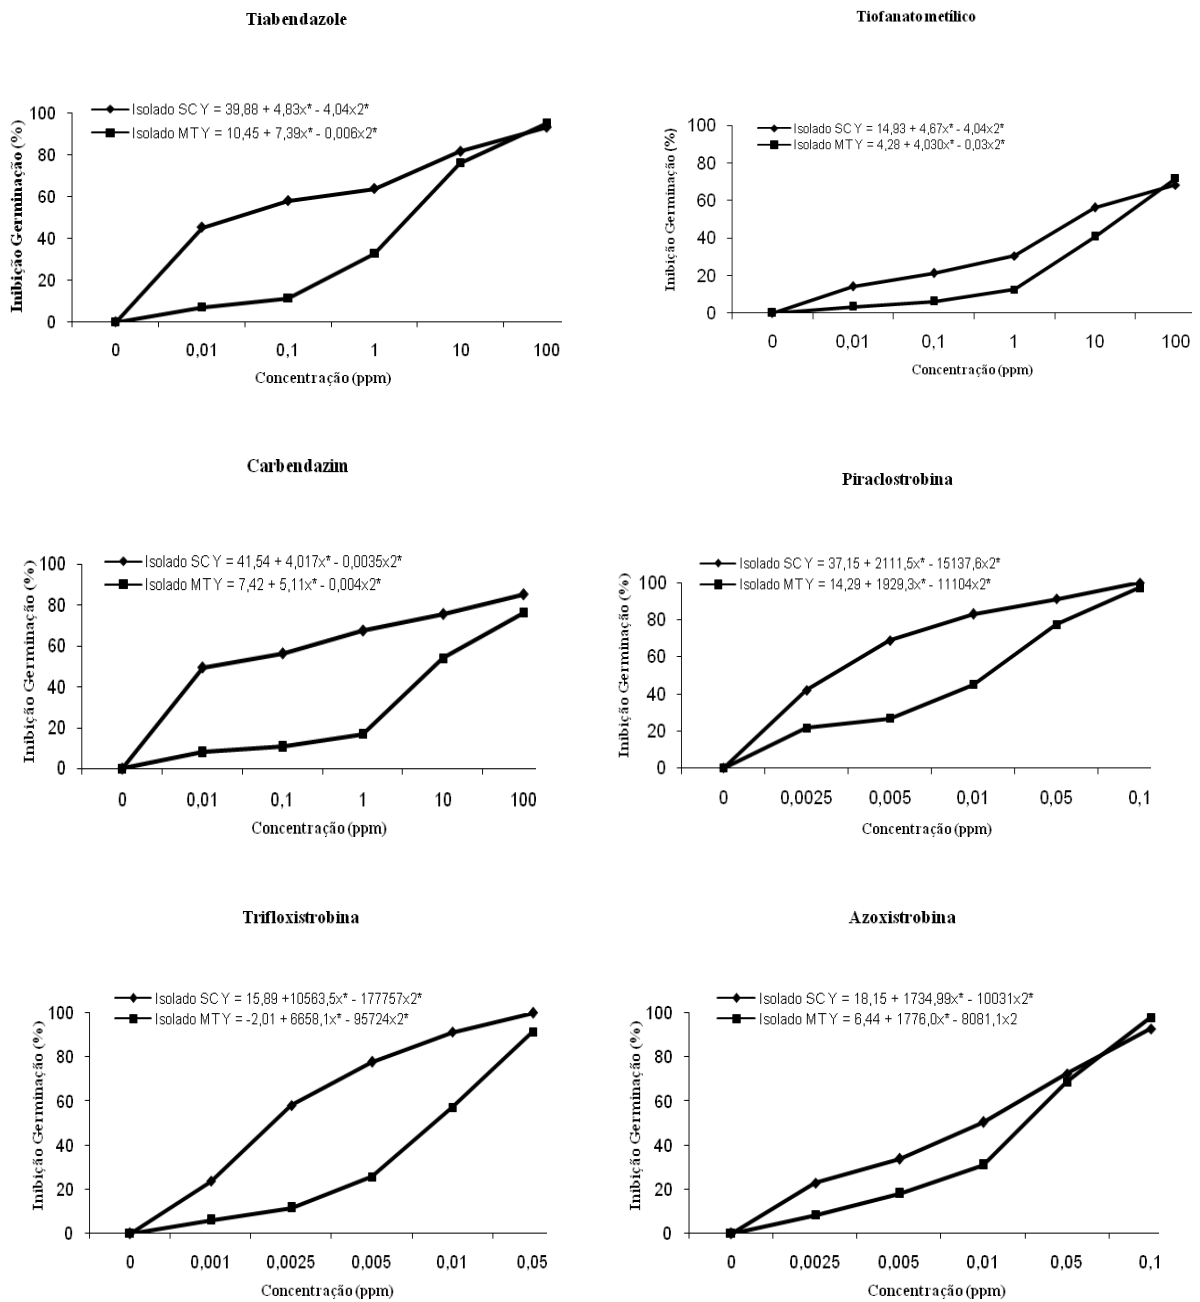 Tiabendazole
Isolado SC Y = 39,88 + 4,83x* - 4,04x2*
Isolado MT Y = 10,45 + 7,39x* - 0,006x2*
Inibição Germinação (%)
100
80
60
40
20
0
0 0,01 0,1 1 10 100
Concentração (ppm)
Tiofanato metílico
Isolado SC Y = 14,93 + 4,67x* - 4,04x2*
Isolado MT Y = 4,28 + 4,030x* - 0,03x2*
Inibição Germinação (%)
100
80
60
40
20
0
0 0,01 0,1 1 10 100
Concentração (ppm)
Carbendazim
Isolado SC Y = 41,54 + 4,017x* - 0,0035x2*
Isolado MT Y = 7,42 + 5,11x* - 0,004x2*
Inibição Germinação (%)
100
80
60
40
20
0
0 0,01 0,1 1 10 100
Concentração (ppm)
Piraclostrobina
Isolado SC Y = 37,15 + 2111,5x* - 15137,6x2*
Isolado MT Y = 14,29 + 1929,3x* - 11104x2*
Inibição Germinação (%)
100
80
60
40
20
0
0 0,0025 0,005 0,01 0,05 0,1
Concentração (ppm)
Trifloxistrobina
Isolado SC Y = 15,89 +10563,5x* - 177757x2*
Isolado MT Y = -2,01 + 6658,1x* - 95724x2*
Inibição Germinação (%)
100
80
60
40
20
0
0 0,001 0,0025 0,005 0,01 0,05
Concentração (ppm)
Azoxistrobina
Isolado SC Y = 18,15 + 1734,99x* - 10031x2*
Isolado MT Y = 6,44 + 1776,0x* - 8081,1x2
Inibição Germinação (%)
100
80
60
40
20
0
0 0,0025 0,005 0,01 0,05 0,1
Concentração (ppm)